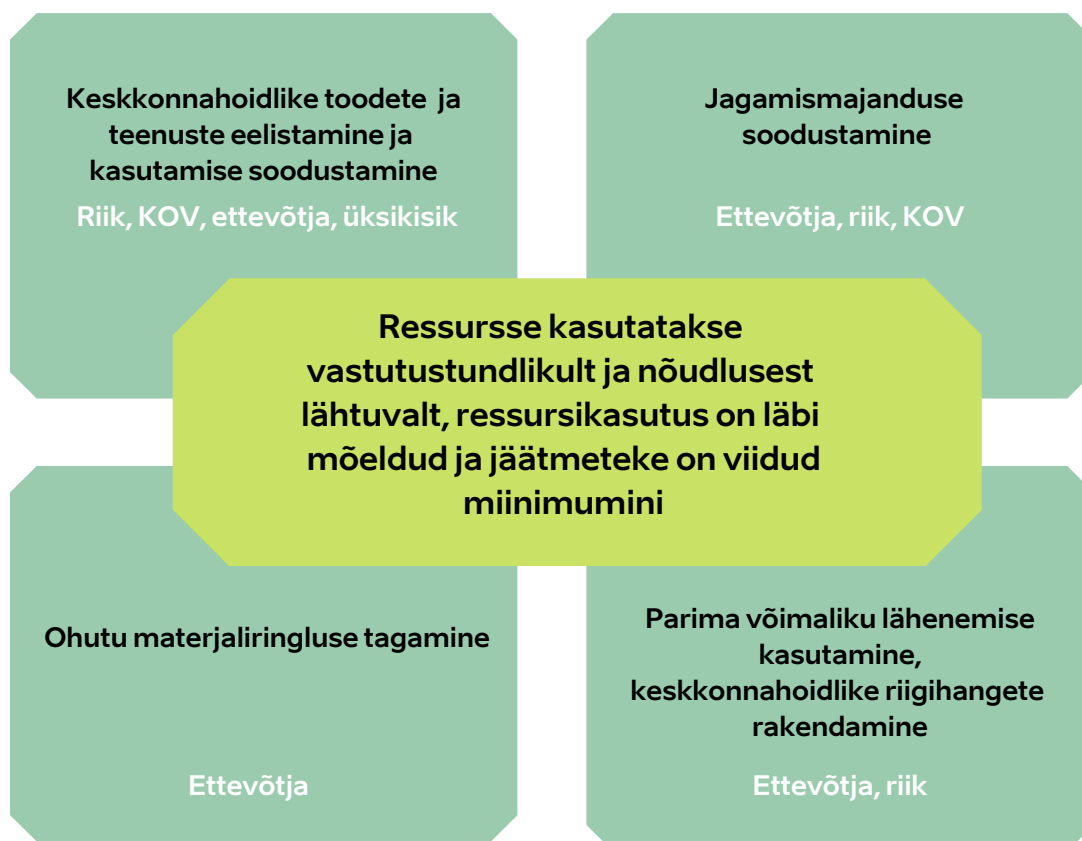 Keskkonnahoidlike toodete ja
teenuste eelistamine ja
kasutamise soodustamine
Riik, KOV, ettevõtja, üksikisik
Jagamismajanduse
soodustamine
Ettevõtja, riik, KOV
Ressursse kasutatakse
vastutustundlikult ja nõudlusest
lähtuvalt, ressursikasutus on läbi
mõeldud ja jäätmeteke on viidud
miinimumini
Ohutu materjaliringluse tagamine
Ettevõtja
Parima võimaliku lähenemise
kasutamine,
keskkonnahoidlike riigihangete
rakendamine
Ettevõtja, riik